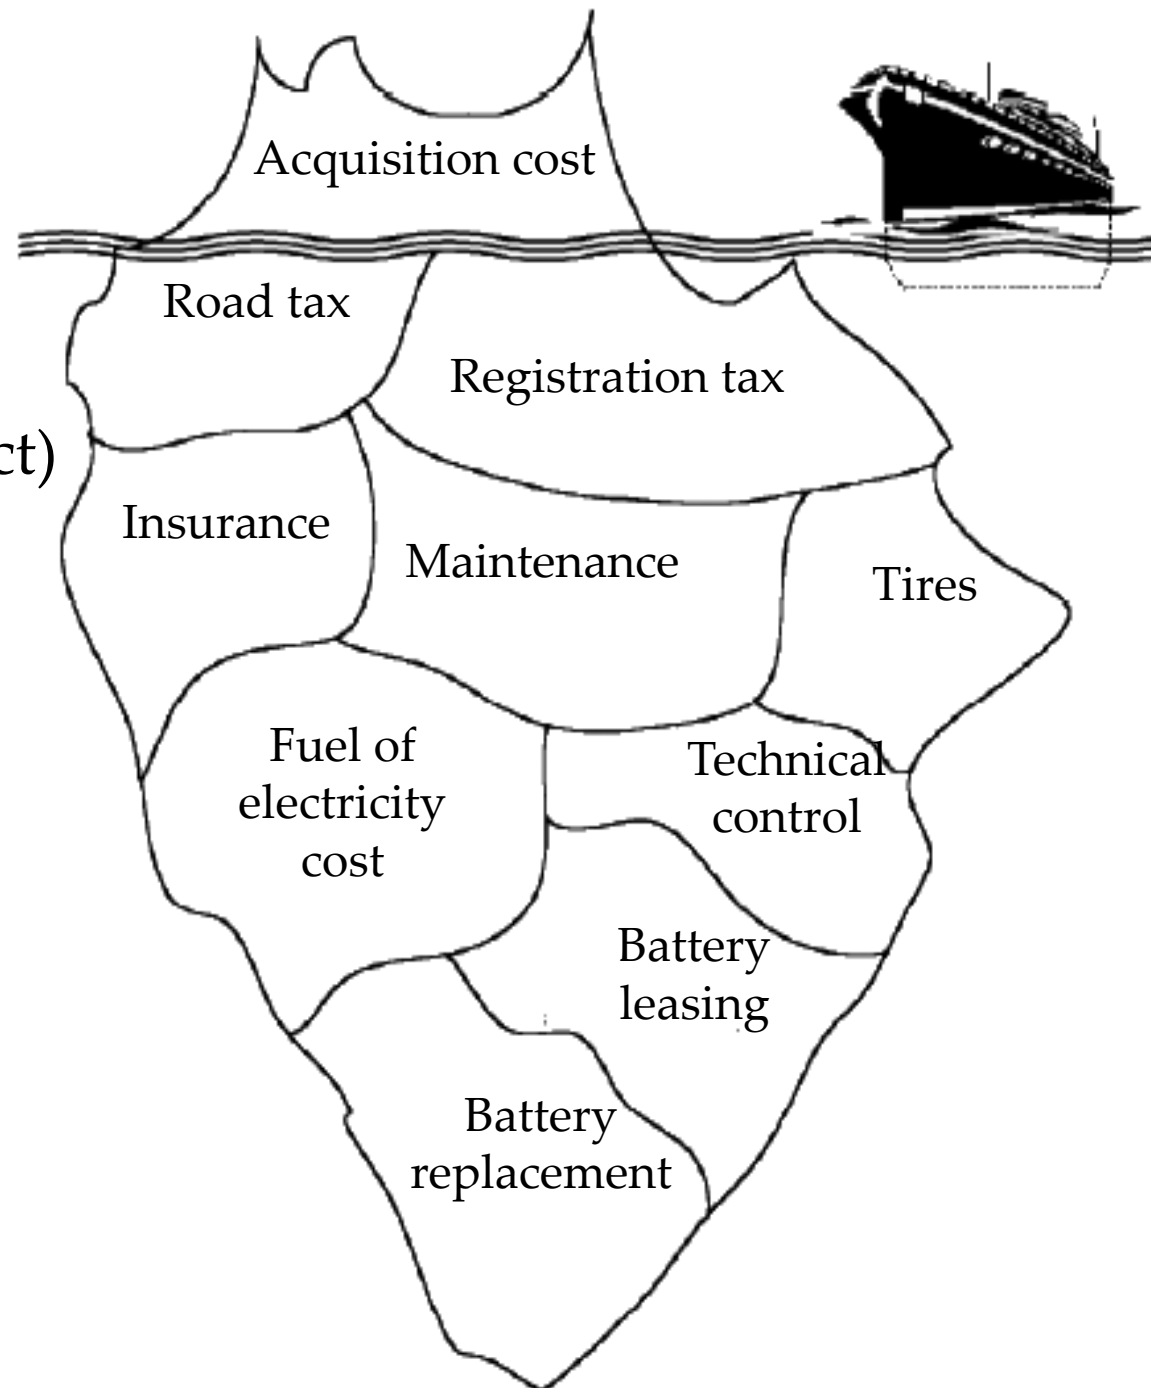 Acquisition cost
Road tax
Registration tax
ct)
Insurance
Maintenance
Tires
Fuel of
electricity
cost
Technical
control
Battery
leasing
Battery
replacement